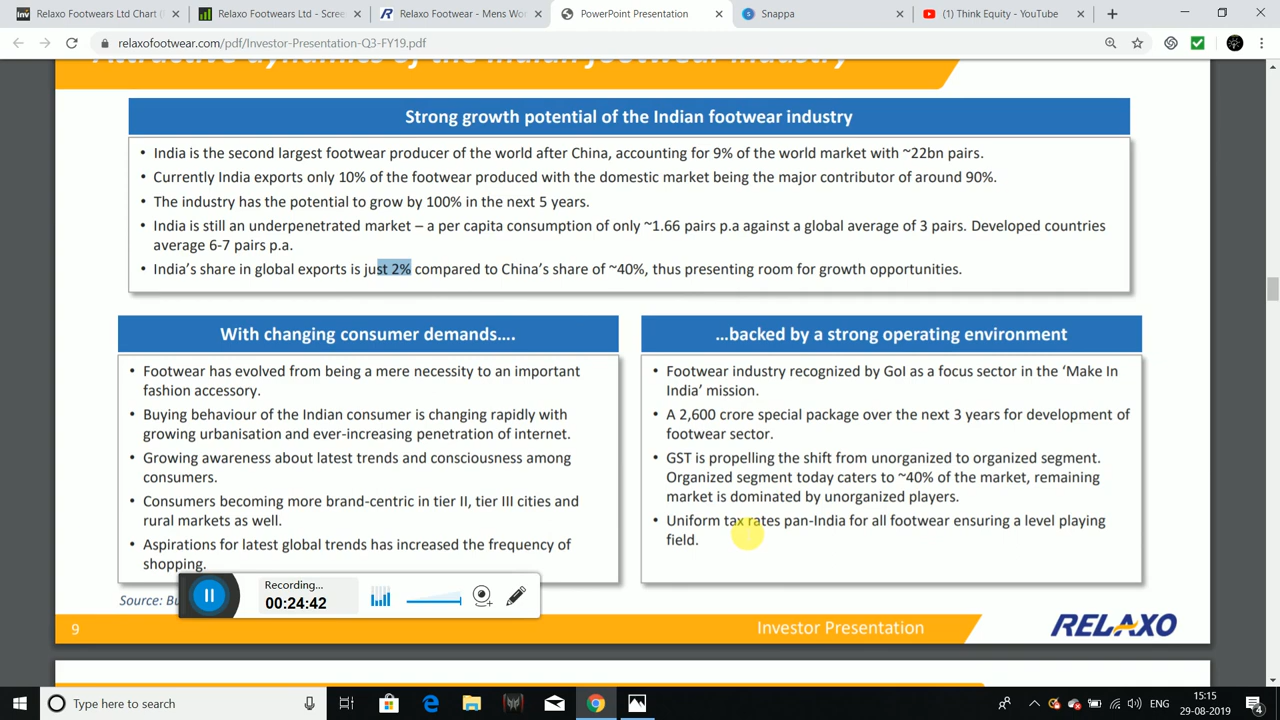 Relaxo Footwears Ltd Chart (
Relaxo Footwears Ltd - Scree
Relaxo Footwear - Mens Wo
PowerPoint Presentation
Snappa
(1) Think Equity - YouTube
relaxofootwear.com/pdf/Investor-Presentation-Q3-FY19.pdf
Attractive dynamics of the Indian footwear industry
Strong growth potential of the Indian footwear industry
• India is the second largest footwear producer of the world after China, accounting for 9% of the world market with ~22bn pairs.
• Currently India exports only 10% of the footwear produced with the domestic market being the major contributor of around 90%.
• The industry has the potential to grow by 100% in the next 5 years.
• India is still an underpenetrated market – a per capita consumption of only ~1.66 pairs p.a against a global average of 3 pairs. Developed countries
average 6-7 pairs p.a.
• India's share in global exports is just 2% compared to China's share of ~40%, thus presenting room for growth opportunities.
With changing consumer demands….
• Footwear has evolved from being a mere necessity to an important
fashion accessory.
• Buying behaviour of the Indian consumer is changing rapidly with
growing urbanisation and ever-increasing penetration of internet.
• Growing awareness about latest trends and consciousness among
consumers.
• Consumers becoming more brand-centric in tier II, tier III cities and
rural markets as well.
• Aspirations for latest global trends has increased the frequency of
shopping.
…backed by a strong operating environment
• Footwear industry recognized by GoI as a focus sector in the 'Make In
India' mission.
• A 2,600 crore special package over the next 3 years for development of
footwear sector.
• GST is propelling the shift from unorganized to organized segment.
Organized segment today caters to ~40% of the market, remaining
market is dominated by unorganized players.
• Uniform tax rates pan-India for all footwear ensuring a level playing
field.
Recording...
00:24:42
Source:
9
Investor Presentation
RELAXO
Type here to search
ENG
15:15
29-08-2019
4